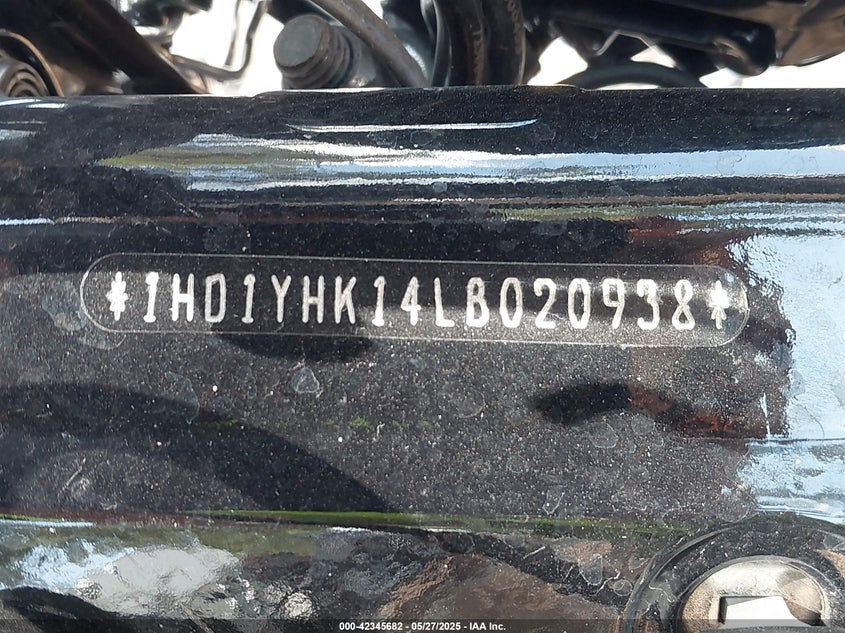 *1HD1YHK14LB020938*
000-42345682 - 05/27/2025 - IAA Inc.